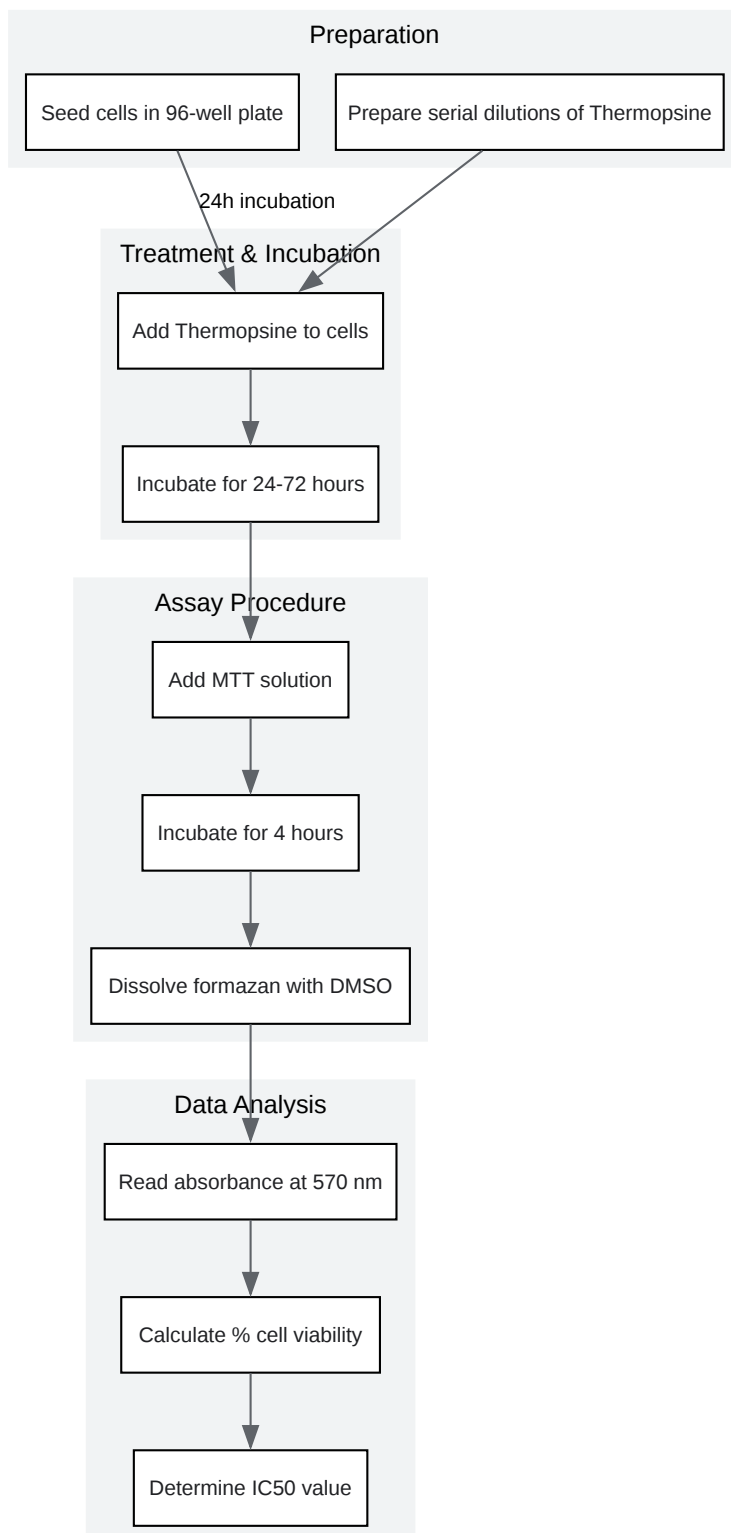 Preparation
Seed cells in 96-well plate
Prepare serial dilutions of Thermopsine
24h incubation
Treatment & Incubation
Add Thermopsine to cells
Incubate for 24-72 hours
Assay Procedure
Add MTT solution
Incubate for 4 hours
Dissolve formazan with DMSO
Data Analysis
Read absorbance at 570 nm
Calculate % cell viability
Determine IC50 value